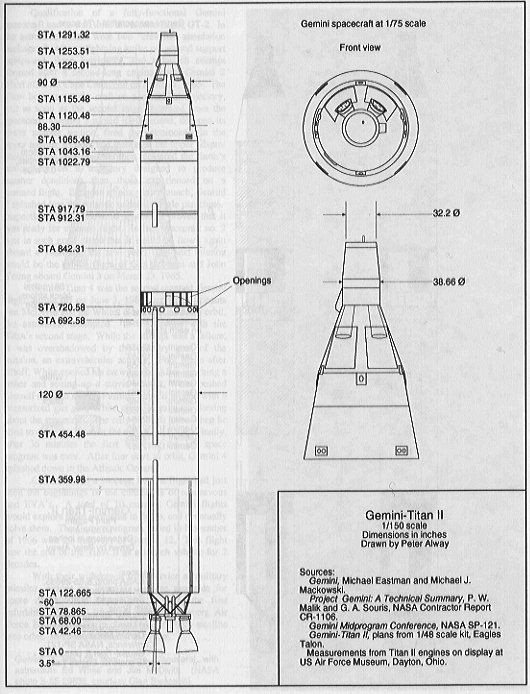 Gemini spacecraft at 1/75 scale
Front view
STA 1291.32
STA 1253.51
STA 1226.01
90 Ø
STA 1155.48
STA 1120.48
88.30
STA 1065.48
STA 1043.16
STA 1022.79
STA 917.79
STA 912.31
STA 842.31
Openings
STA 720.58
STA 692.58
120 Ø
STA 454.48
STA 359.98
STA 122.665
~60
STA 78.865
STA 68.00
STA 42.46
STA 0
3.5°
32.2 Ø
38.66 Ø
Gemini-Titan II
1/150 scale
Dimensions in inches
Drawn by Peter Alway
Sources:
Gemini, Michael Eastman and Michael J.
Mackowski.
Project Gemini: A Technical Summary, P. W.
Malik and G. A. Souris, NASA Contractor Report
CR-1106.
Gemini Midprogram Conference, NASA SP-121.
Gemini-Titan II, plans from 1/48 scale kit, Eagles
Talon.
Measurements from Titan II engines on display at
US Air Force Museum, Dayton, Ohio.